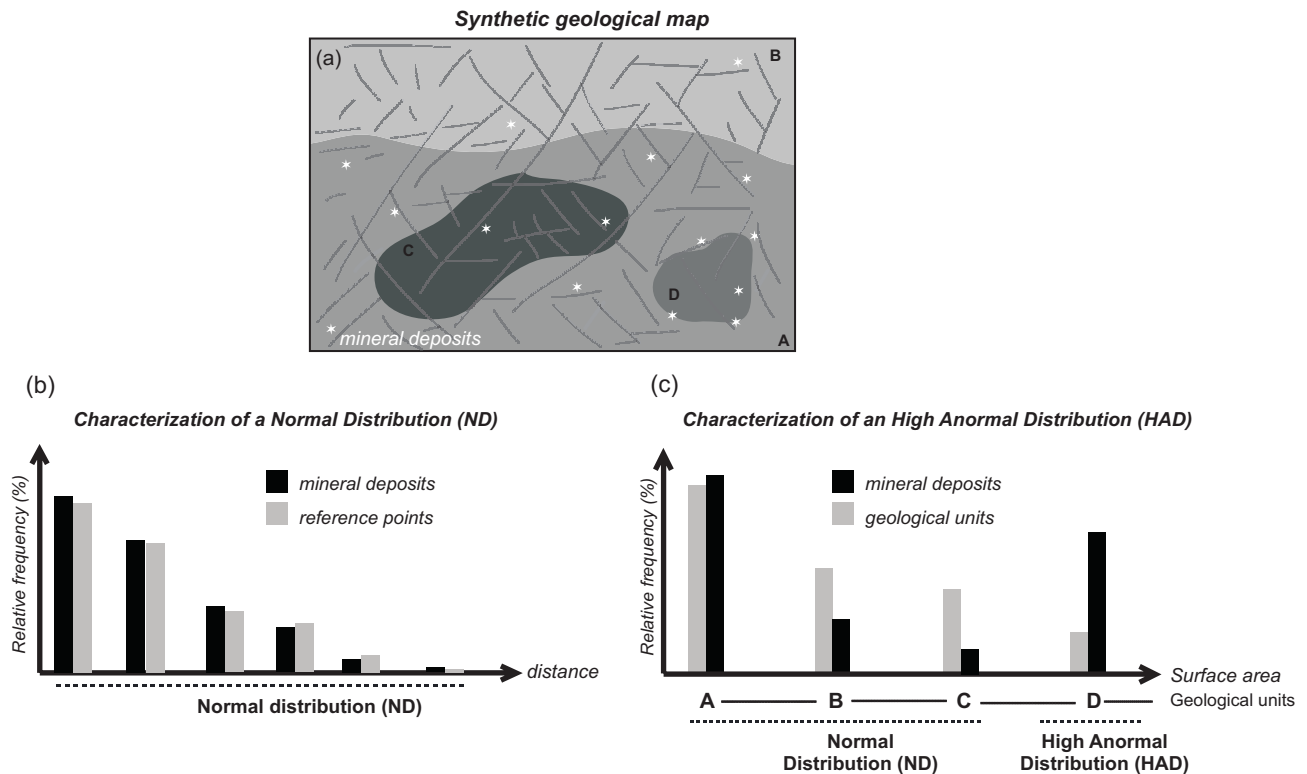 Synthetic geological map
(a)
B
C
D
mineral deposits
A
(b)
Characterization of a Normal Distribution (ND)
Relative frequency (%)
mineral deposits
reference points
distance
Normal distribution (ND)
(c)
Characterization of an High Anormal Distribution (HAD)
Relative frequency (%)
mineral deposits
geological units
Surface area
A B C D Geological units
Normal
Distribution (ND)
High Anormal
Distribution (HAD)